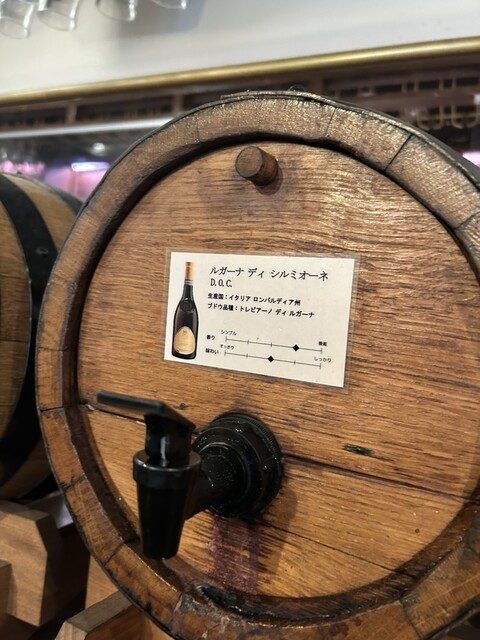 ルガーナ ディ シルミオーネ
D.O.C.
生産国：イタリア ロンバルディア州
ブドウ品種：トレビアーノ ディ ルガーナ
シンプル 複雑
香り
すっきり しっかり
味わい